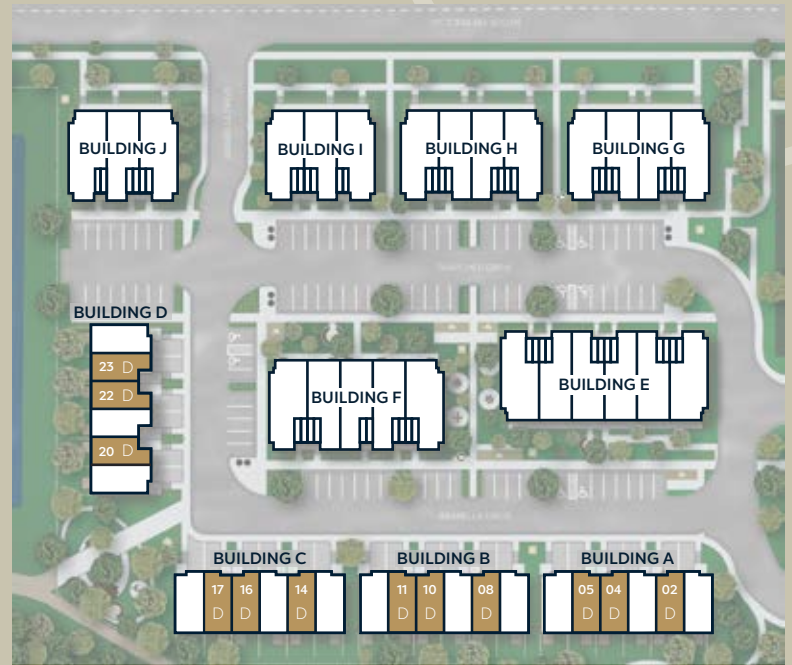 BUILDING J
BUILDING I
BUILDING H
BUILDING G
BUILDING D
23 D
22 D
20 D
BUILDING F
BUILDING E
BUILDING C
17 D
16 D
14 D
BUILDING B
11 D
10 D
08 D
BUILDING A
05 D
04 D
02 D